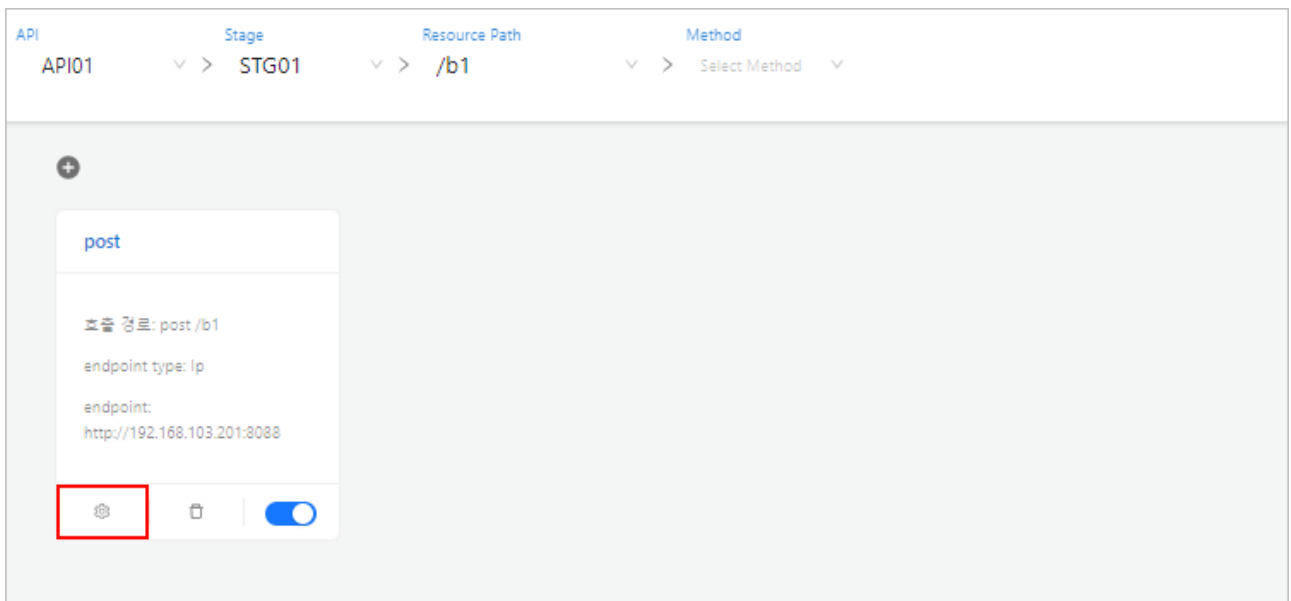 API Stage Resource Path Method
API01 > STG01 > /b1 > Select Method
post
호출 경로: post /b1
endpoint type: Ip
endpoint:
http://192.168.103.201:8088